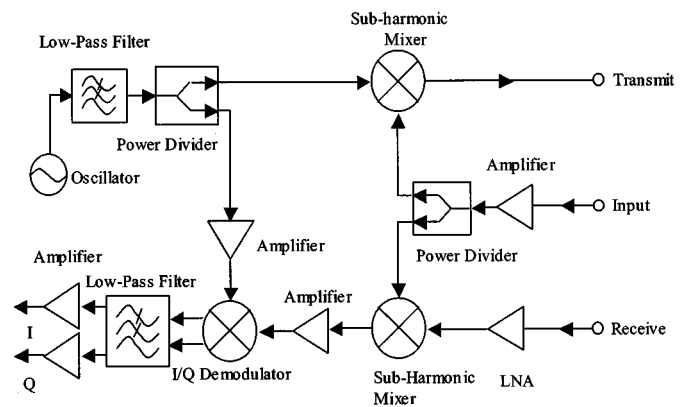 Sub-harmonic
Mixer
Low-Pass Filter
Transmit
Power Divider
Oscillator
Amplifier
Input
Amplifier
Power Divider
Amplifier
Low-Pass Filter
Amplifier
I
Receive
I/Q Demodulator
Sub-Harmonic
Mixer
LNA
Q